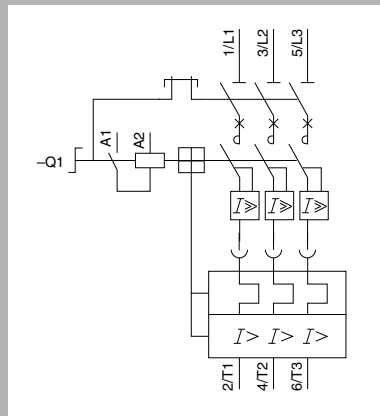 1/L1 3/L2 5/L3
A1 A2
–Q1
I≫ I≫ I≫
I> I> I>
2/T1 4/T2 6/T3